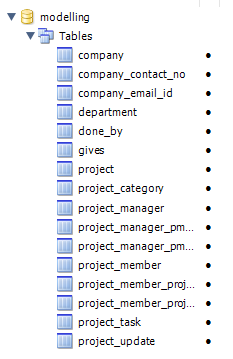 modelling
Tables
company
company_contact_no
company_email_id
department
done_by
gives
project
project_category
project_manager
project_manager_pm...
project_manager_pm...
project_member
project_member_proj...
project_member_proj...
project_task
project_update